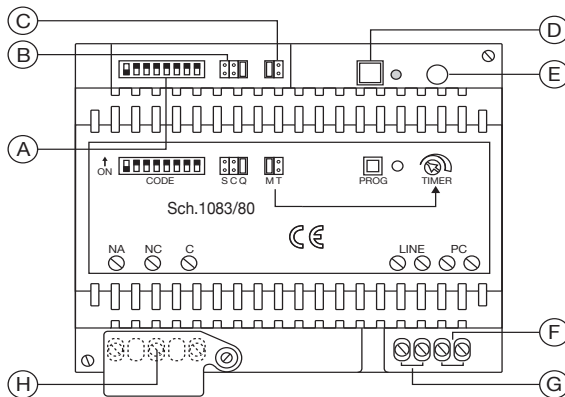 C
B
D
E
A
ON
CODE
S C Q
M T
PROG
TIMER
Sch.1083/80
CE
NA
NC
C
LINE
PC
F
H
G